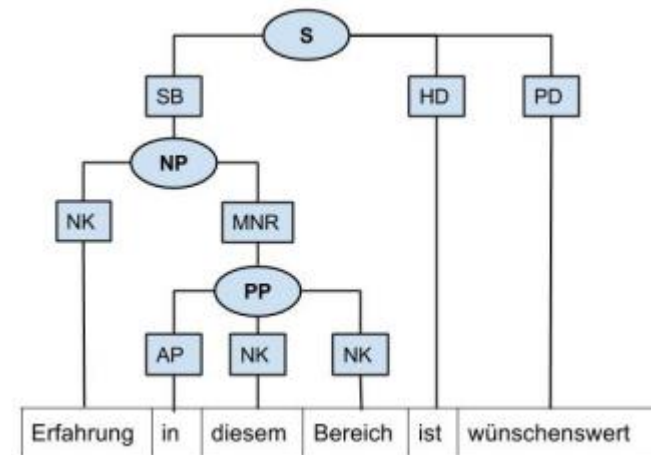 S
SB HD PD
NP
NK MNR
PP
AP NK NK
Erfahrung in diesem Bereich ist wünschenswert